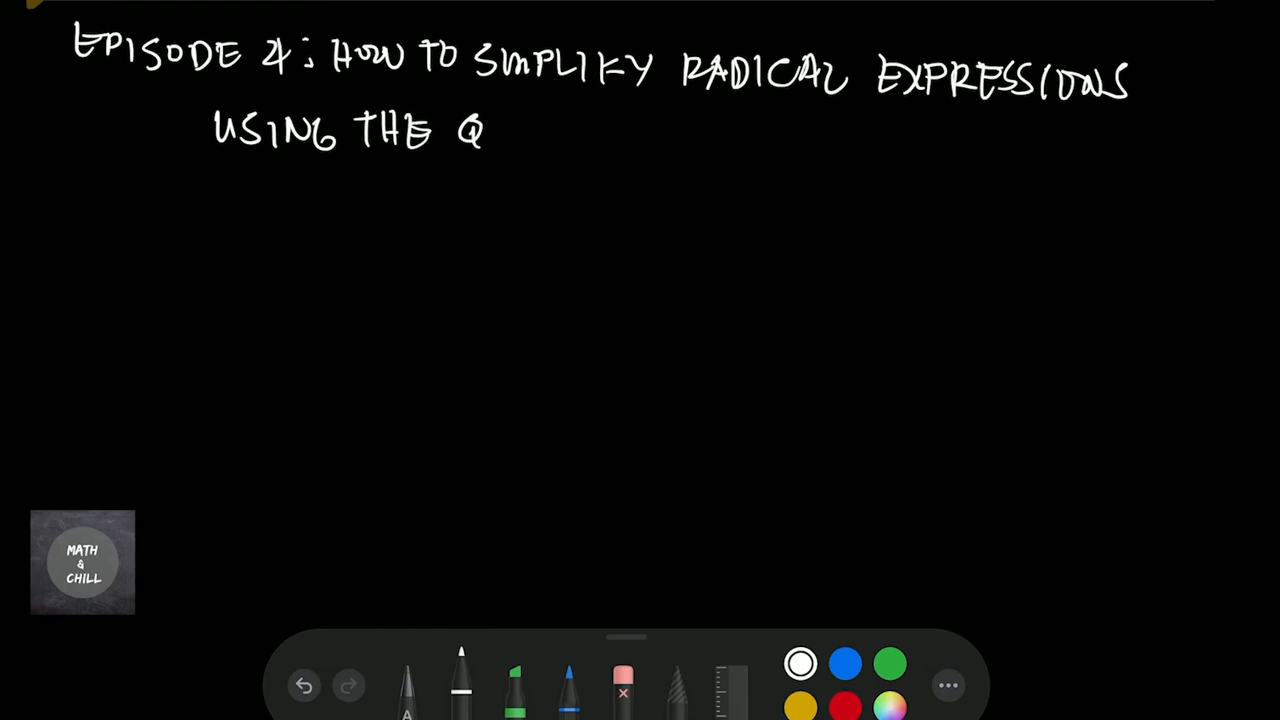 EPISODE 4: HOW TO SIMPLIFY RADICAL EXPRESSIONS
USING THE Q
MATH
&
CHILL
A